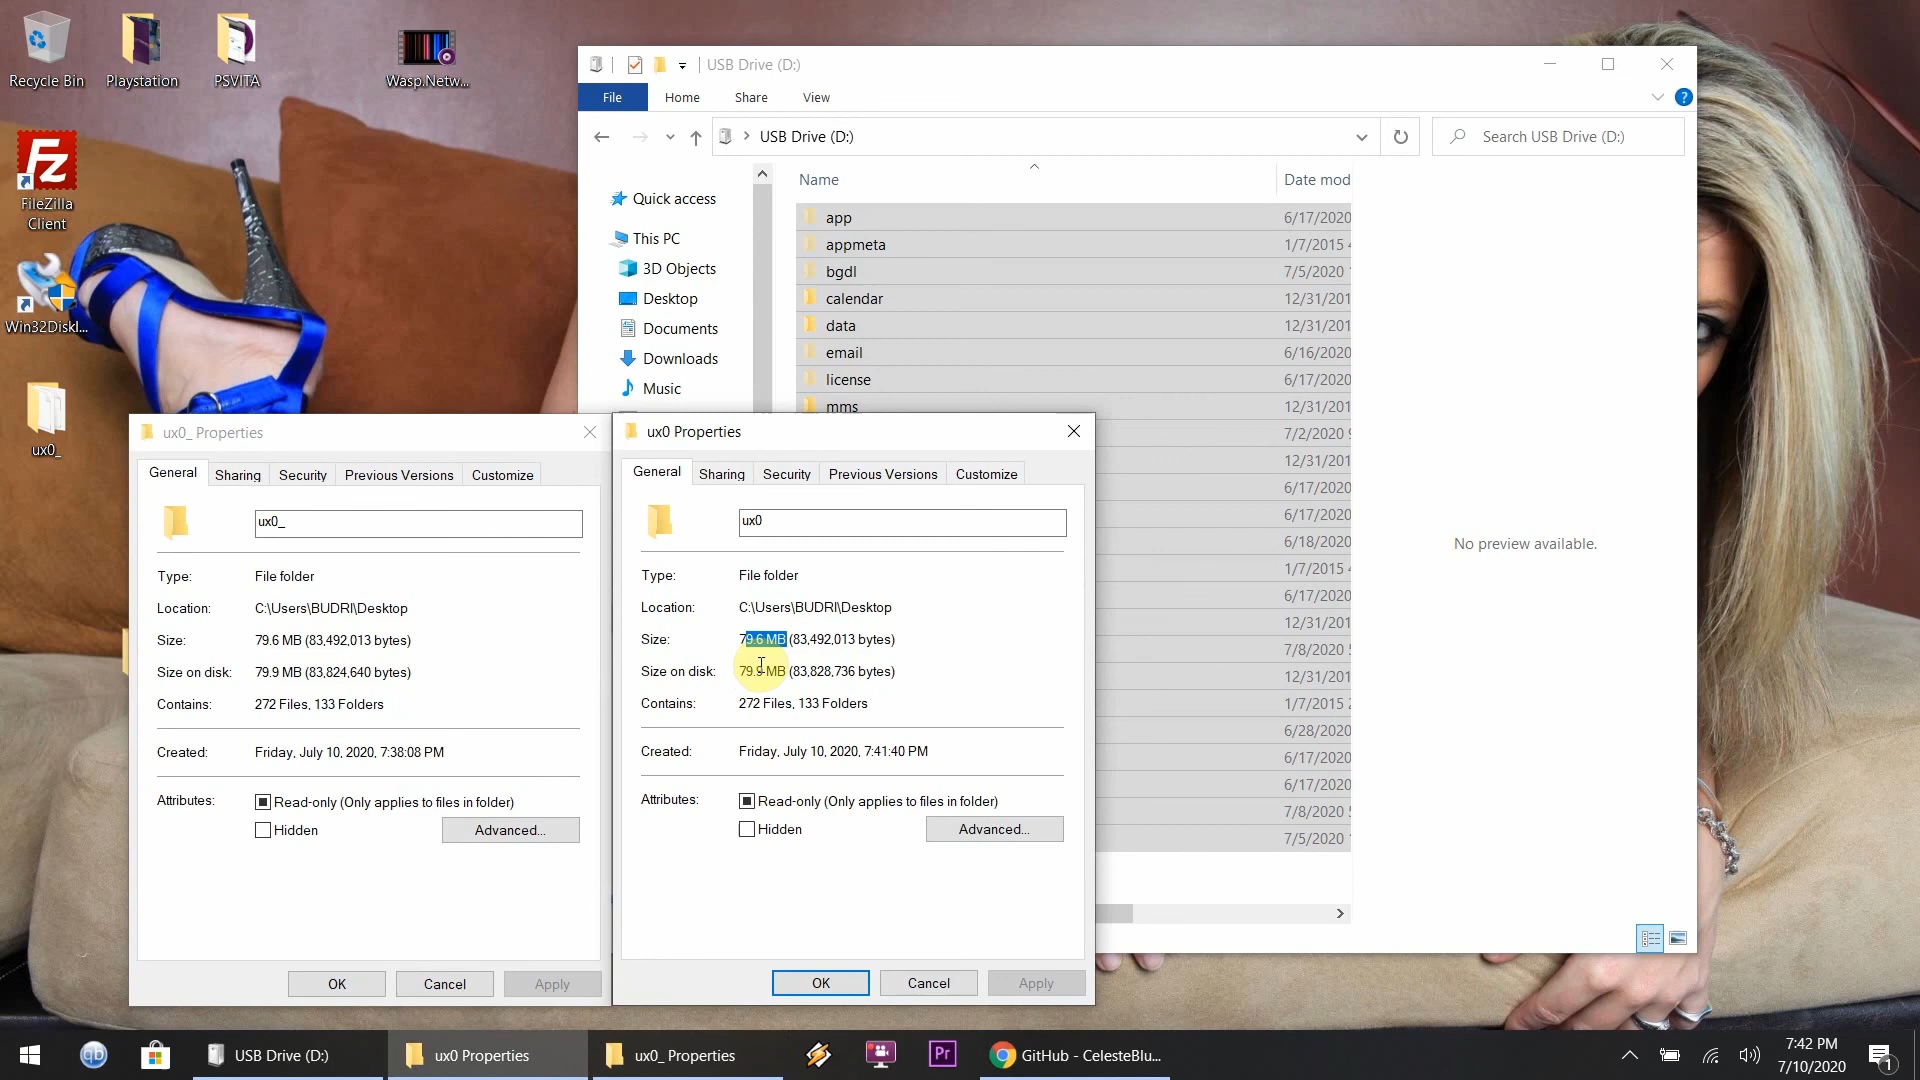 Recycle Bin
Playstation
PSVITA
Wasp.Netw...
FileZilla
Client
Win32DiskI...
ux0_
USB Drive (D:)
File
Home
Share
View
USB Drive (D:)
Search USB Drive (D:)
Quick access
This PC
3D Objects
Desktop
Documents
Downloads
Music
Name
Date mod
app
6/17/2020
appmeta
1/7/2015 4
bgdl
7/5/2020
calendar
12/31/201
data
12/31/201
email
6/16/2020
license
6/17/2020
mms
12/31/201
7/2/2020 9
12/31/201
6/17/2020
6/17/2020
6/18/2020
1/7/2015 4
6/17/2020
12/31/201
7/8/2020 5
12/31/201
1/7/2015 2
6/28/2020
6/17/2020
6/17/2020
7/8/2020 5
7/5/2020 1
No preview available.
ux0_ Properties
General
Sharing
Security
Previous Versions
Customize
ux0_
Type: File folder
Location: C:\Users\BUDRI\Desktop
Size: 79.6 MB (83,492,013 bytes)
Size on disk: 79.9 MB (83,824,640 bytes)
Contains: 272 Files, 133 Folders
Created: Friday, July 10, 2020, 7:38:08 PM
Attributes: Read-only (Only applies to files in folder)
Hidden
Advanced...
OK
Cancel
Apply
ux0 Properties
General
Sharing
Security
Previous Versions
Customize
ux0
Type: File folder
Location: C:\Users\BUDRI\Desktop
Size: 79.6 MB (83,492,013 bytes)
Size on disk: 79.9 MB (83,828,736 bytes)
Contains: 272 Files, 133 Folders
Created: Friday, July 10, 2020, 7:41:40 PM
Attributes: Read-only (Only applies to files in folder)
Hidden
Advanced...
OK
Cancel
Apply
qb
USB Drive (D:)
ux0 Properties
ux0_ Properties
Pr
GitHub - CelesteBlu...
7:42 PM
7/10/2020
1